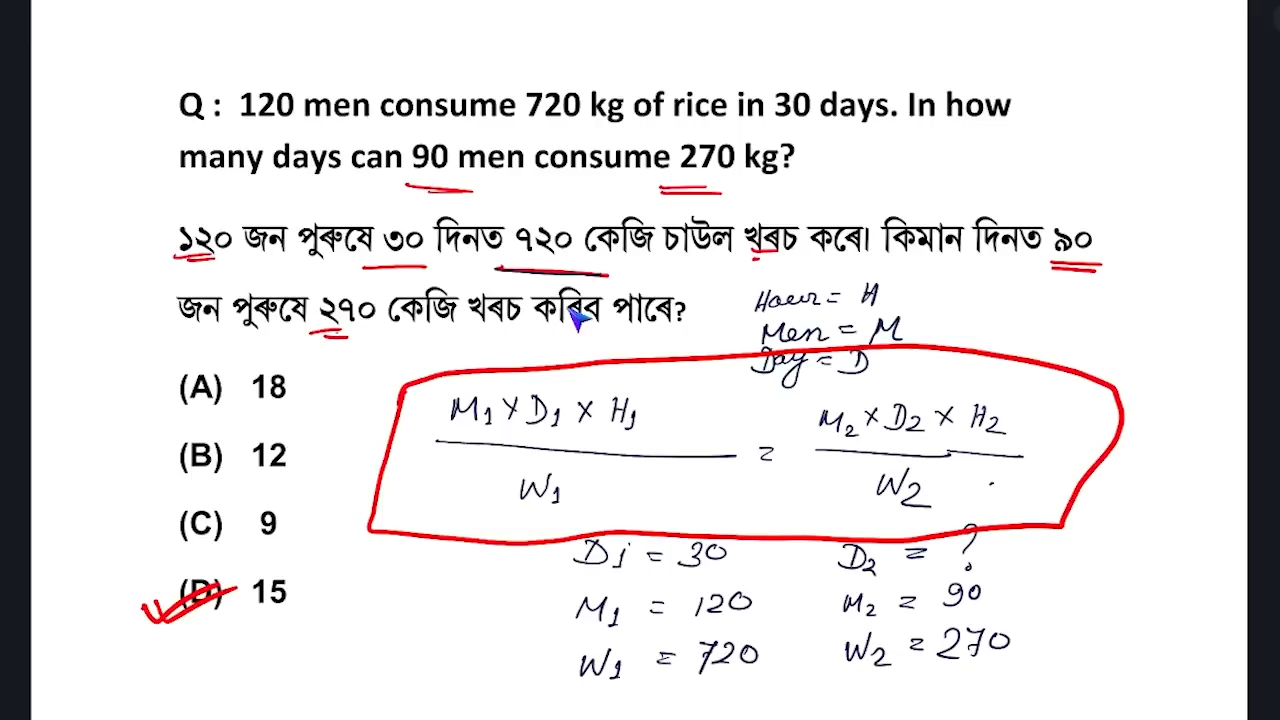 Q : 120 men consume 720 kg of rice in 30 days. In how
many days can 90 men consume 270 kg?
১২০ জন পুৰুষে ৩০ দিনত ৭২০ কেজি চাউল খৰচ কৰে। কিমান দিনত ৯০
জন পুৰুষে ২৭০ কেজি খৰচ কৰিব পাৰে?
Hour = H
Men = M
Day = D
(A) 18
(B) 12
(C) 9
(D) 15
M1 × D1 × H1 / W1 = M2 × D2 × H2 / W2
D1 = 30 D2 = ?
M1 = 120 M2 = 90
W1 = 720 W2 = 270